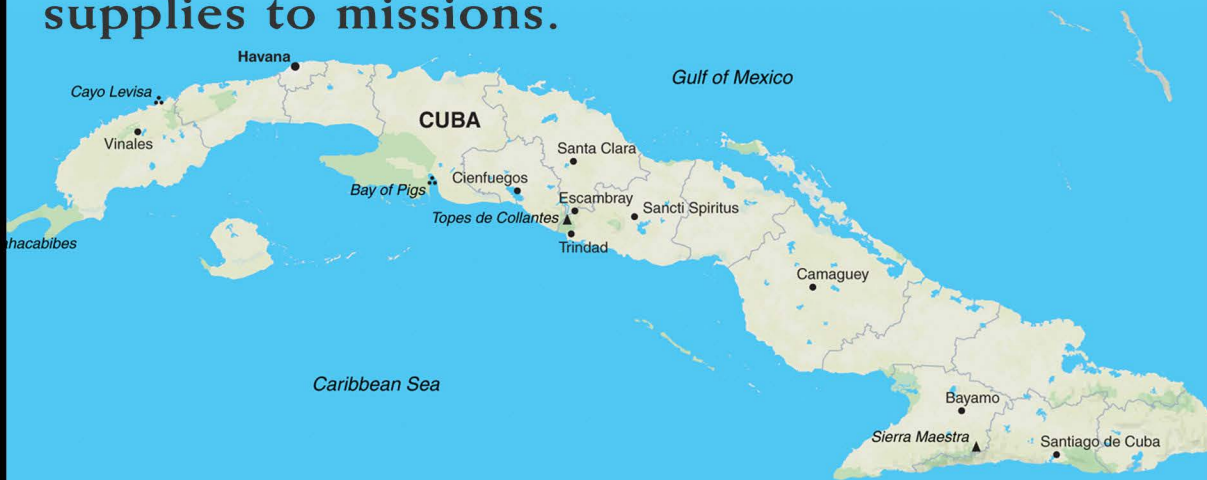 supplies to missions.
Havana
Gulf of Mexico
Cayo Levisa
CUBA
Vinales
Santa Clara
Bay of Pigs
Cienfuegos
Escambray
Sancti Spiritus
Topes de Collantes
Trindad
ahacabibes
Camaguey
Caribbean Sea
Bayamo
Sierra Maestra
Santiago de Cuba